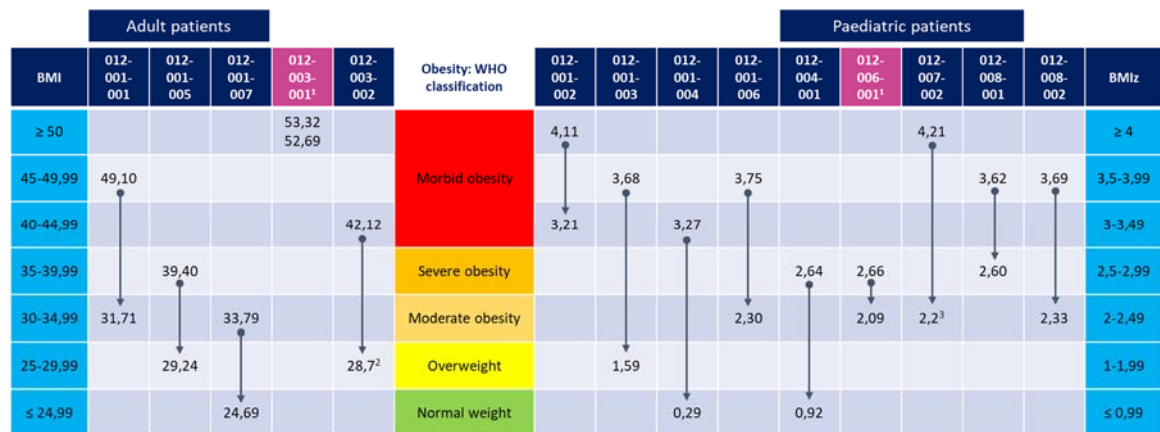 Adult patients Paediatric patients
BMI 012-001-001 012-001-005 012-001-007 012-003-001¹ 012-003-002 Obesity: WHO classification 012-001-002 012-001-003 012-001-004 012-001-006 012-004-001 012-006-001¹ 012-007-002 012-008-001 012-008-002 BMIz
≥ 50 53,32 52,69 4,11 4,21 ≥ 4
45-49,99 49,10 Morbid obesity 3,68 3,75 3,62 3,69 3,5-3,99
40-44,99 42,12 3,21 3,27 3-3,49
35-39,99 39,40 Severe obesity 2,64 2,66 2,60 2,5-2,99
30-34,99 31,71 33,79 Moderate obesity 2,30 2,09 2,2³ 2,33 2-2,49
25-29,99 29,24 28,7² Overweight 1,59 1-1,99
≤ 24,99 24,69 Normal weight 0,29 0,92 ≤ 0,99